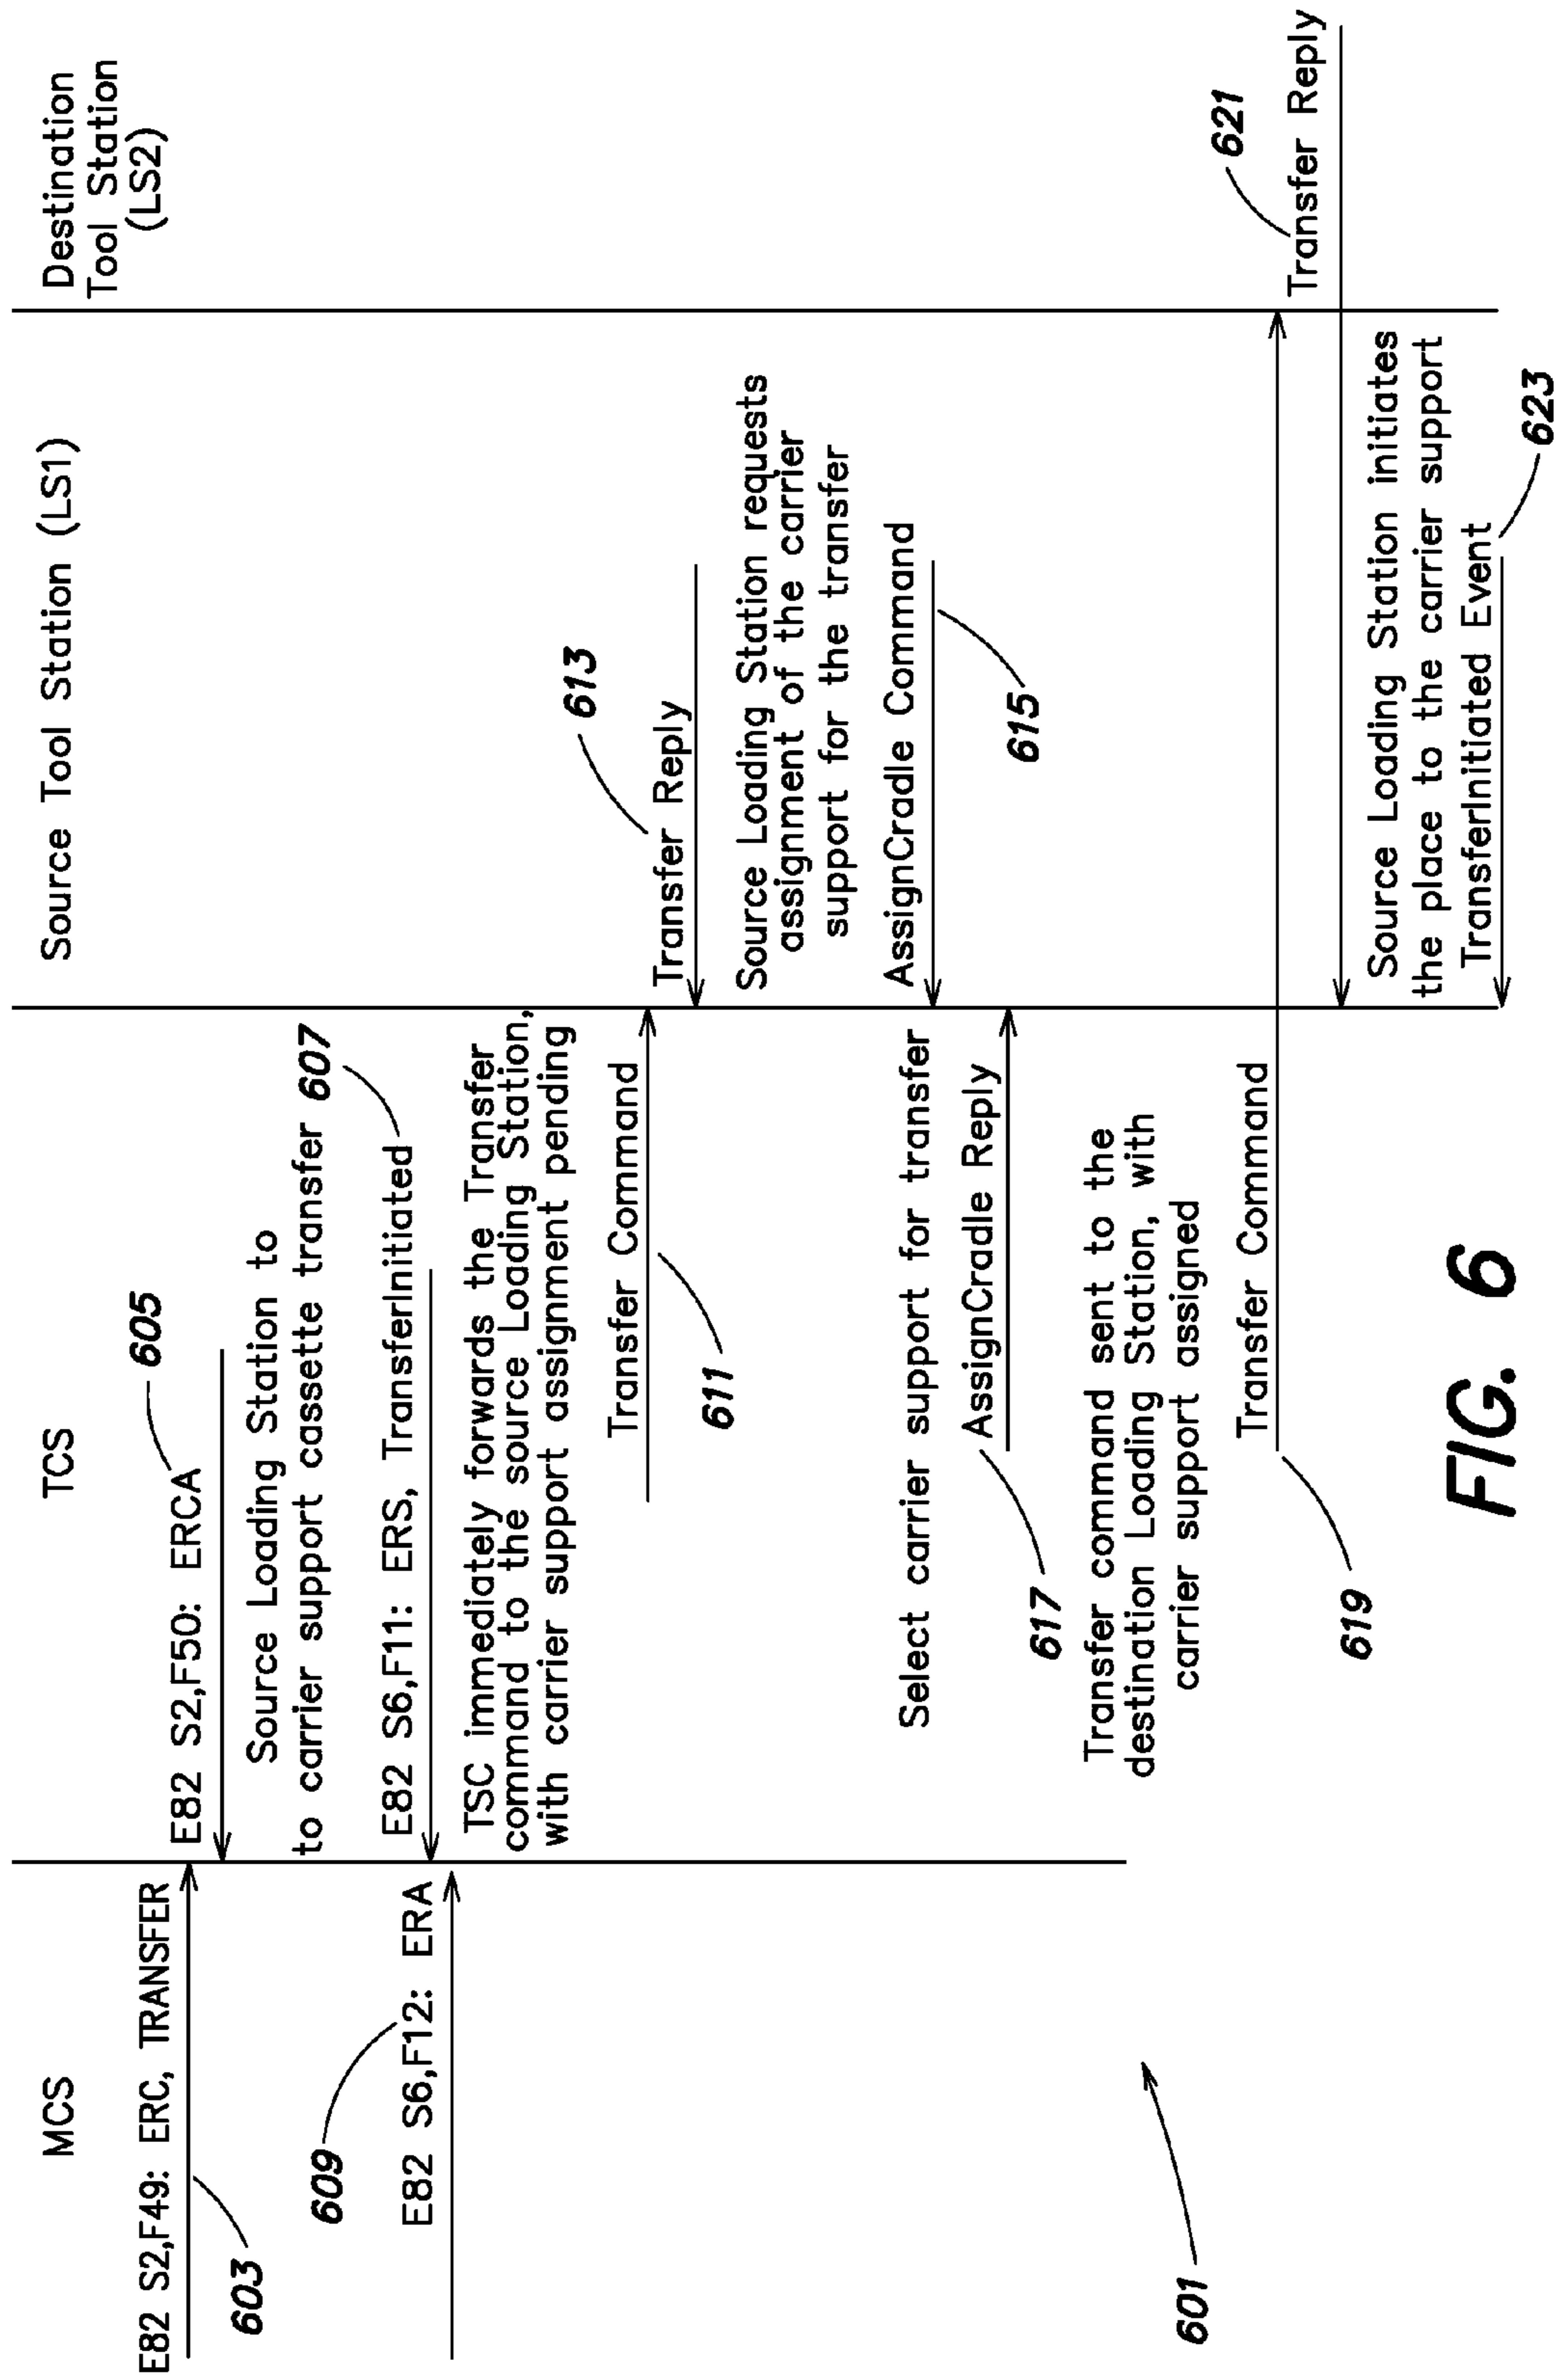 MCS
TCS
Source Tool Station (LS1)
Destination
Tool Station
(LS2)
E82 S2,F49: ERC, TRANSFER
603
605
E82 S2,F50: ERCA
Source Loading Station to
to carrier support cassette transfer
607
E82 S6,F11: ERS, TransferInitiated
609
E82 S6,F12: ERA
TSC immediately forwards the Transfer
command to the source Loading Station,
with carrier support assignment pending
Transfer Command
611
613
Transfer Reply
Source Loading Station requests
assignment of the carrier
support for the transfer
AssignCradle Command
615
Select carrier support for transfer
AssignCradle Reply
617
Transfer command sent to the
destination Loading Station, with
carrier support assigned
Transfer Command
619
621
Transfer Reply
Source Loading Station initiates
the place to the carrier support
TransferInitiated Event
623
601
FIG. 6